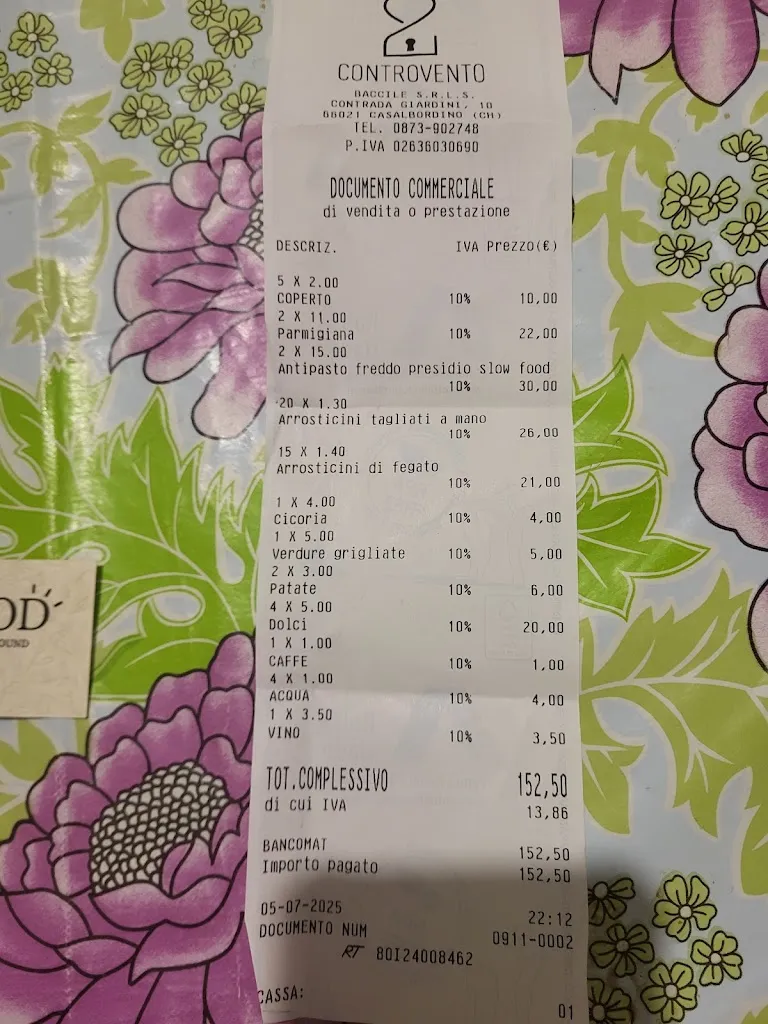 CONTROVENTO
BACCILE S.R.L.S.
CONTRADA GIARDINI, 10
66021 CASALBORDINO (CH)
TEL. 0873-902748
P.IVA 02636030690
DOCUMENTO COMMERCIALE
di vendita o prestazione
DESCRIZ. IVA Prezzo(€)
5 X 2.00
COPERTO 10% 10,00
2 X 11.00
Parmigiana 10% 22,00
2 X 15.00
Antipasto freddo presidio slow food
10% 30,00
20 X 1.30
Arrosticini tagliati a mano
10% 26,00
15 X 1.40
Arrosticini di fegato
10% 21,00
1 X 4.00
Cicoria 10% 4,00
1 X 5.00
Verdure grigliate 10% 5,00
2 X 3.00
Patate 10% 6,00
4 X 5.00
Dolci 10% 20,00
1 X 1.00
CAFFE 10% 1,00
4 X 1.00
ACQUA 10% 4,00
1 X 3.50
VINO 10% 3,50
TOT.COMPLESSIVO 152,50
di cui IVA 13,86
BANCOMAT 152,50
Importo pagato 152,50
05-07-2025 22:12
DOCUMENTO NUM 0911-0002
RT 80I24008462
CASSA: 01
OD
OUND